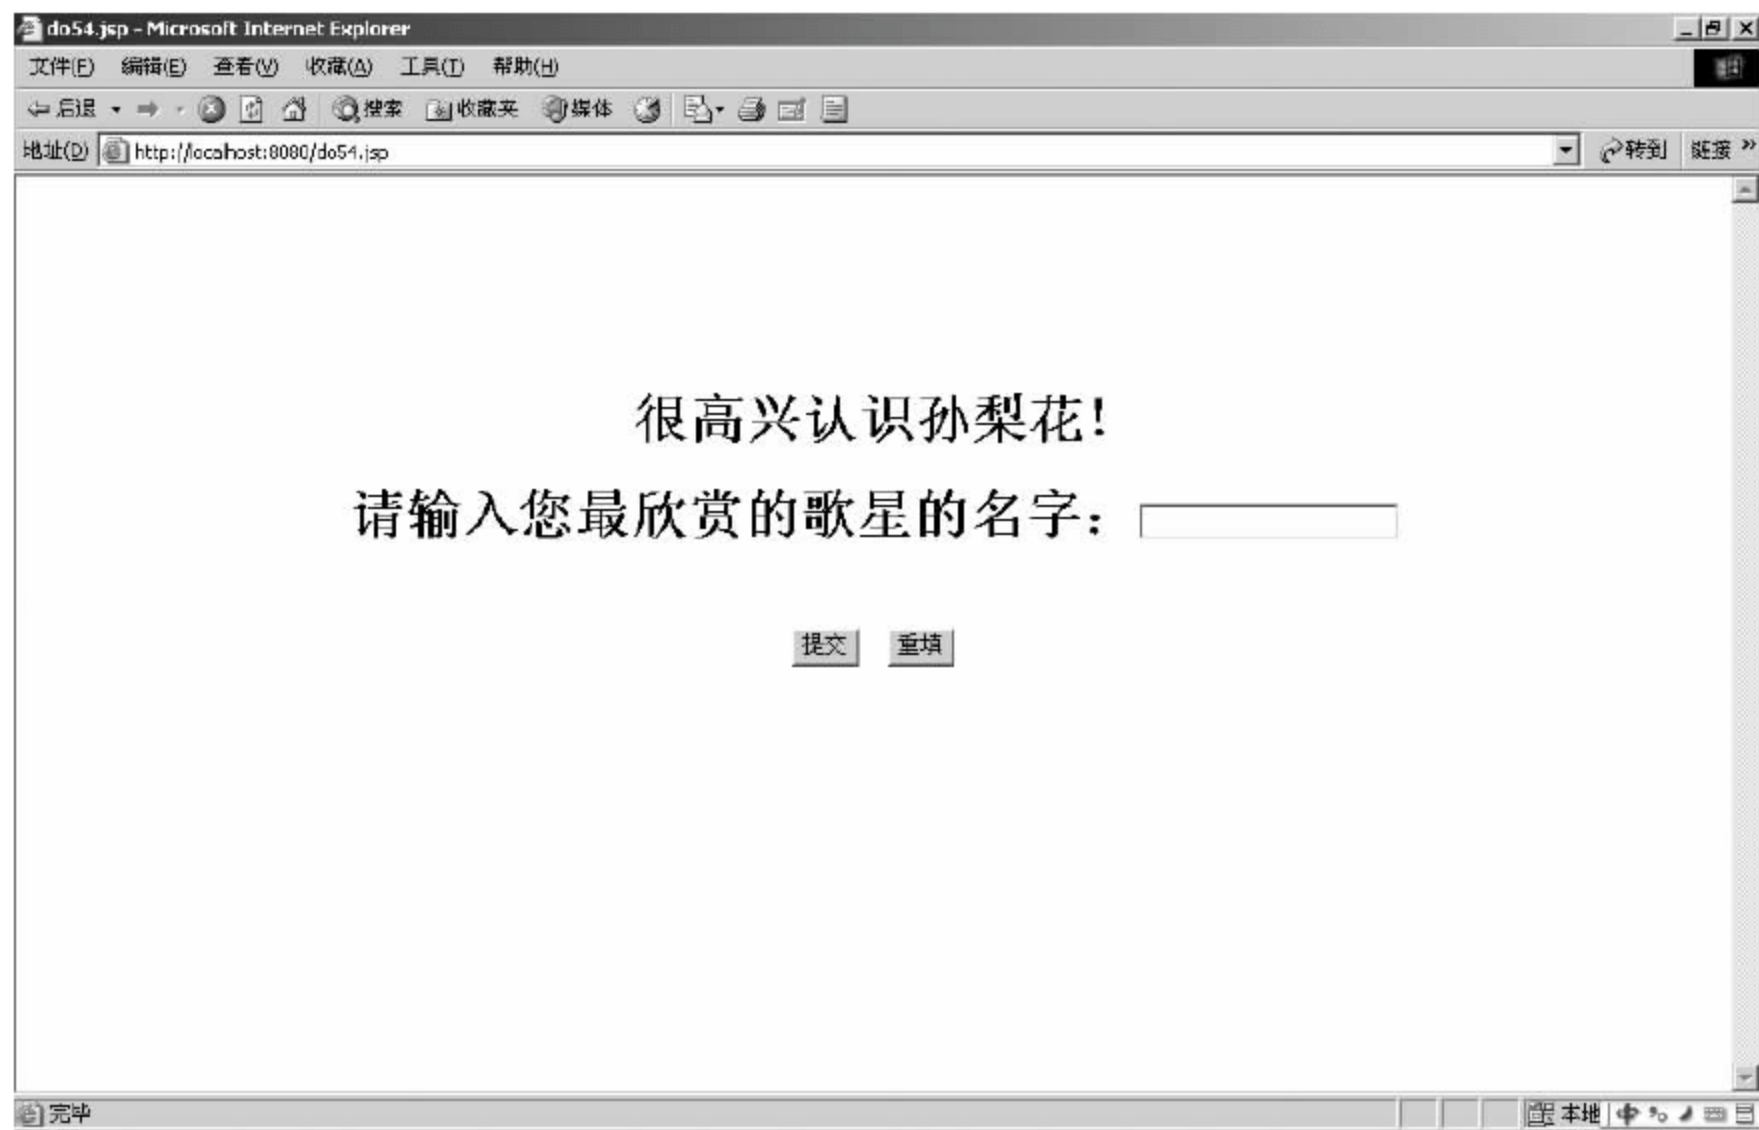 do54.jsp - Microsoft Internet Explorer
文件(F) 编辑(E) 查看(V) 收藏(A) 工具(T) 帮助(H)
后退 搜索 收藏夹 媒体
地址(D) http://localhost:8080/do54.jsp 转到 链接 »
很高兴认识孙梨花!
请输入您最欣赏的歌星的名字:
提交 重填
完毕 本地 中